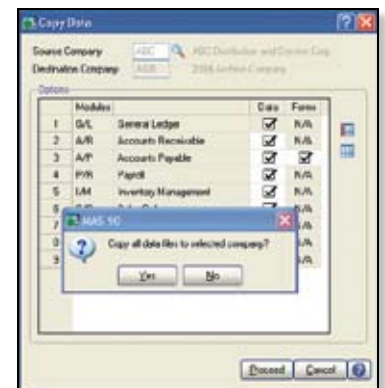 Copy Data
Source Company ABC ABC Distribution and Service Corp.
Destination Company
Options
Modules Data Forms
1 G/L General Ledger N/A
2 A/R Accounts Receivable N/A
3 A/P Accounts Payable
4 P/R Payroll N/A
5 I/M Inventory Management N/A
6 N/A
7 N/A
8 N/A
9 N/A
MAS 90
Copy all data files to selected company?
Yes No
Proceed Cancel